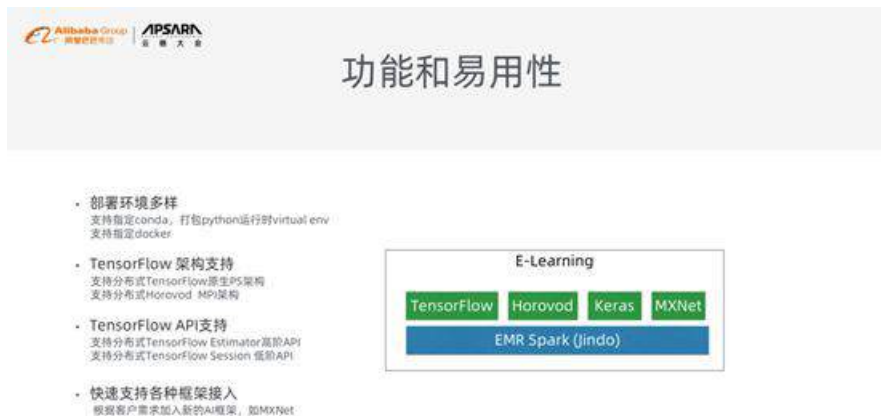 Alibaba Group
阿里巴巴集团
APSARA
云栖大会
功能和易用性
· 部署环境多样
支持指定conda，打包python运行时virtual env
支持指定docker
· TensorFlow 架构支持
支持分布式TensorFlow原生PS架构
支持分布式Horovod MPI架构
· TensorFlow API支持
支持分布式TensorFlow Estimator高阶API
支持分布式TensorFlow Session 低阶API
· 快速支持各种框架接入
根据客户需求加入新的AI框架，如MXNet
E-Learning
TensorFlow Horovod Keras MXNet
EMR Spark (Jindo)